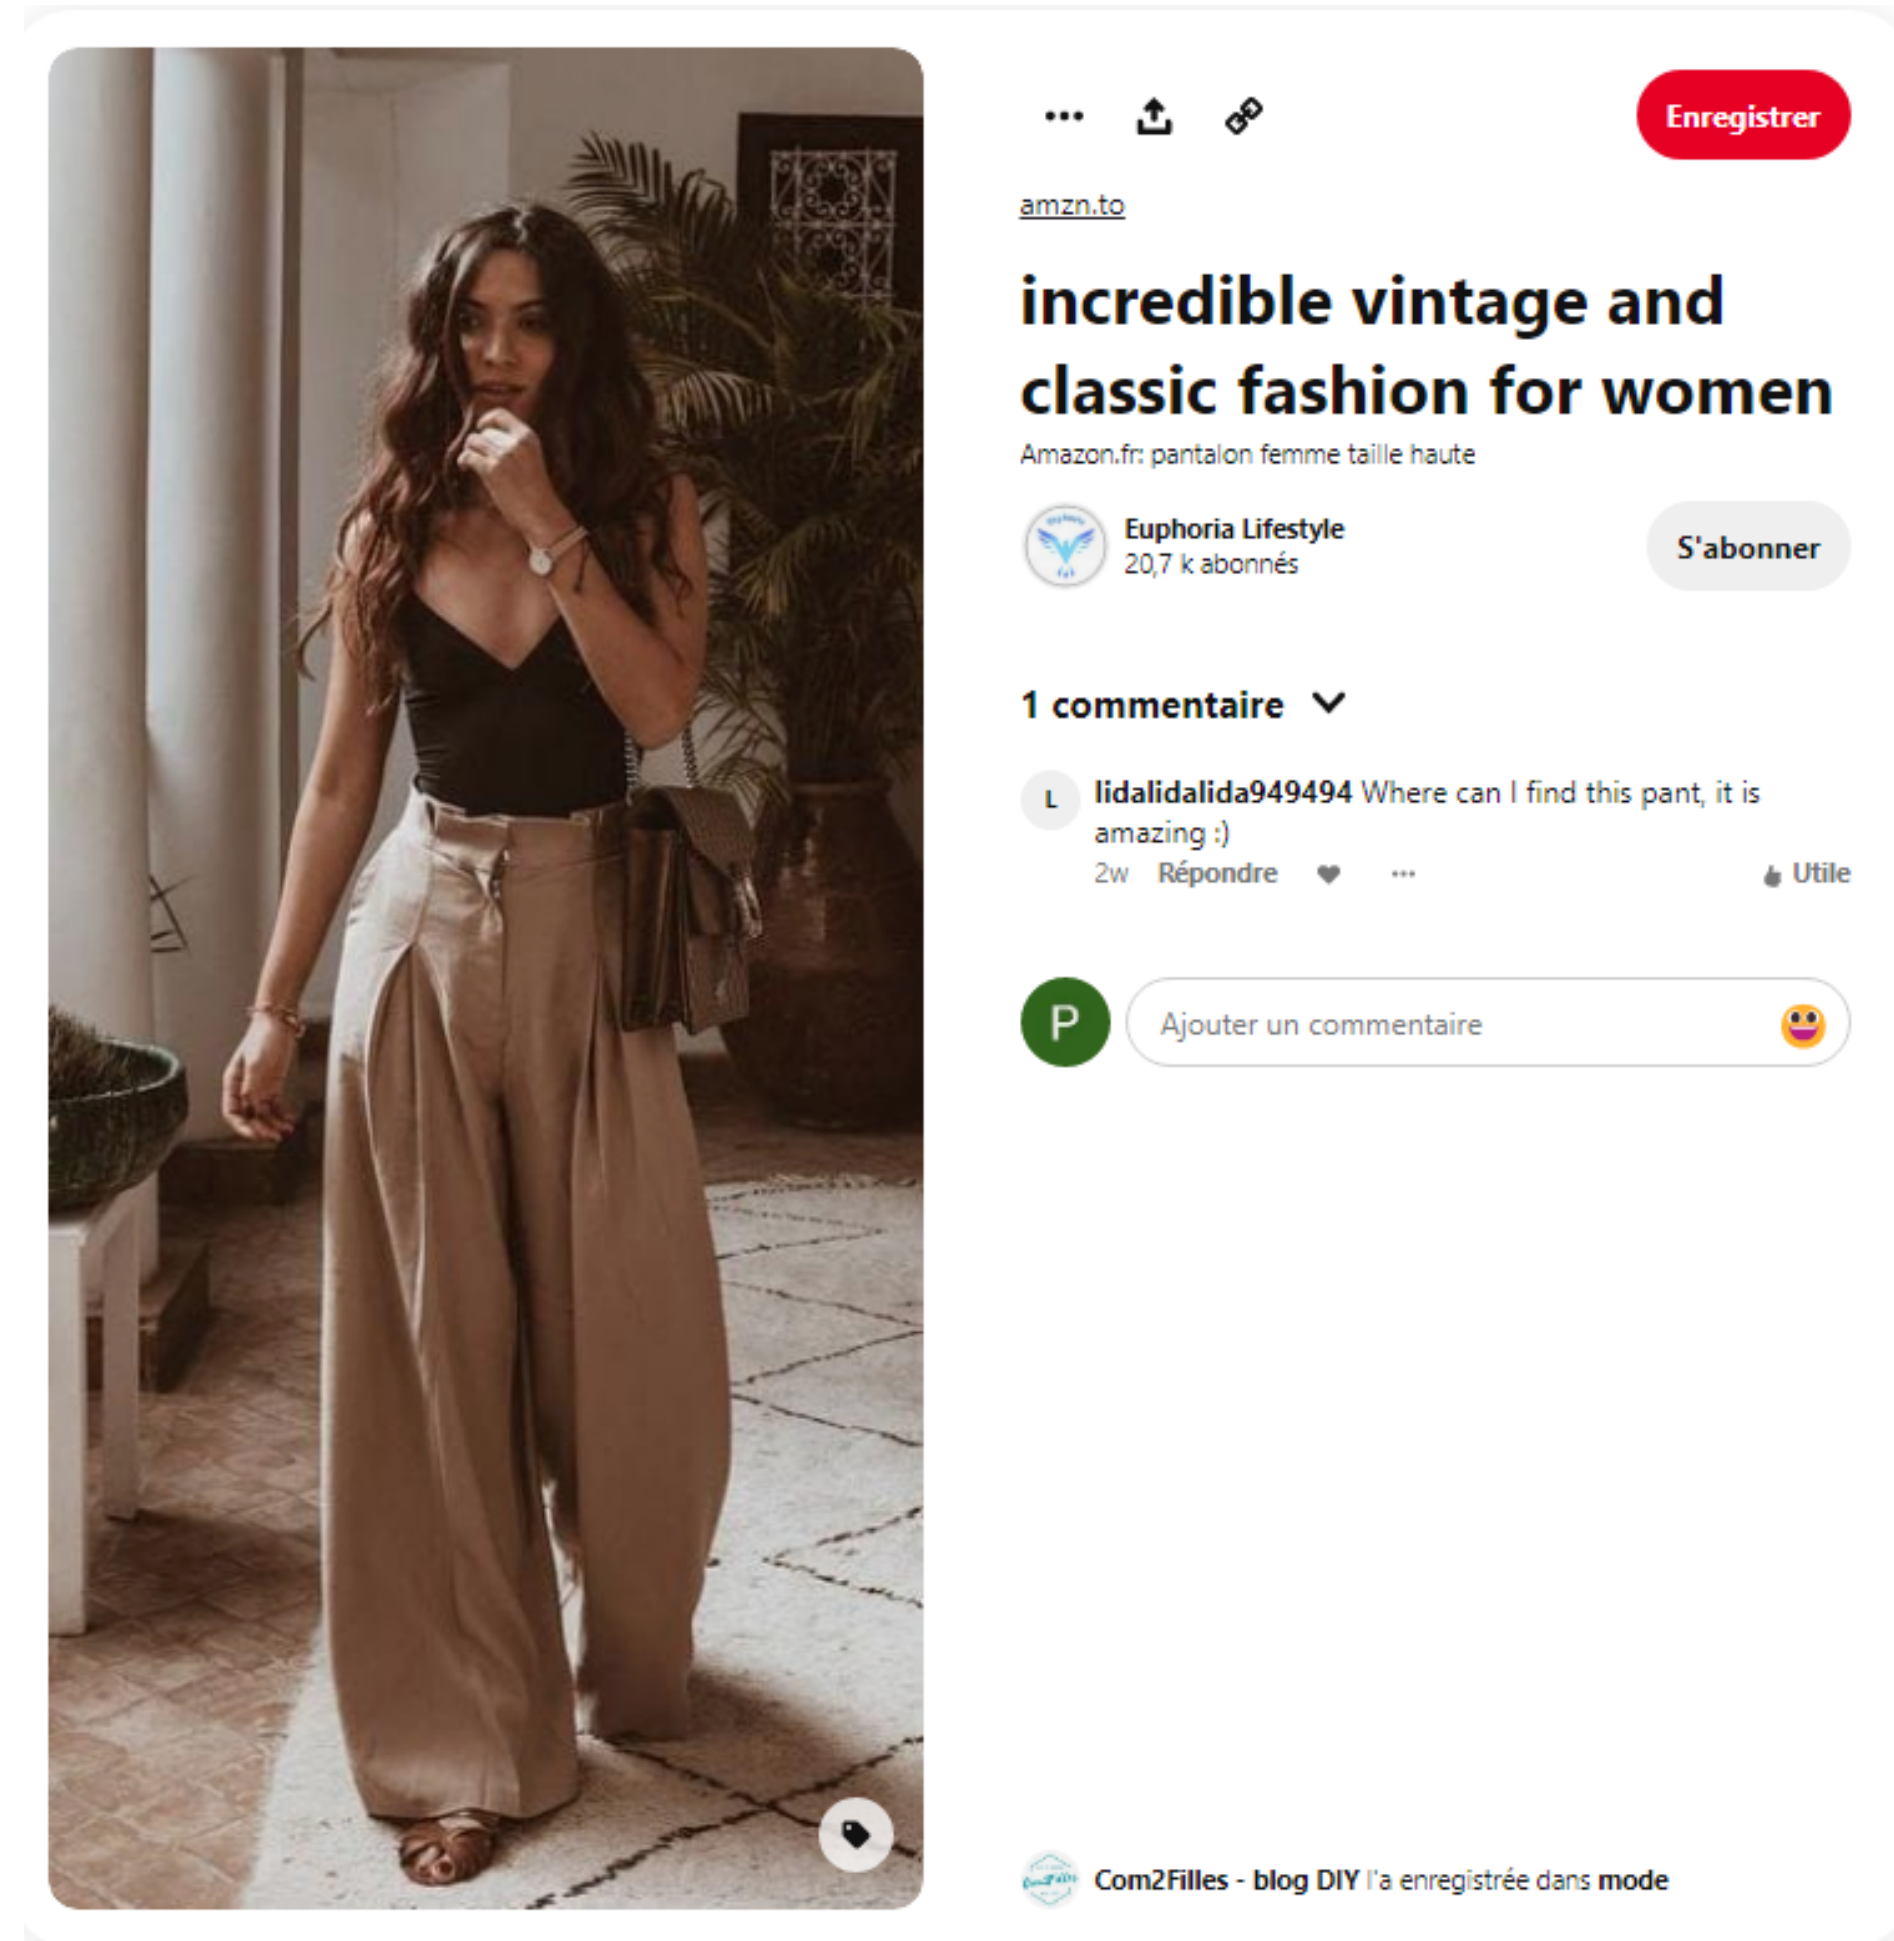 Enregistrer
amzn.to
incredible vintage and
classic fashion for women
Amazon.fr: pantalon femme taille haute
Euphoria Lifestyle
20,7 k abonnés
S'abonner
1 commentaire
L
lidalidalida949494 Where can I find this pant, it is
amazing :)
2w Répondre
Utile
P
Ajouter un commentaire
Com2Filles - blog DIY l'a enregistrée dans mode